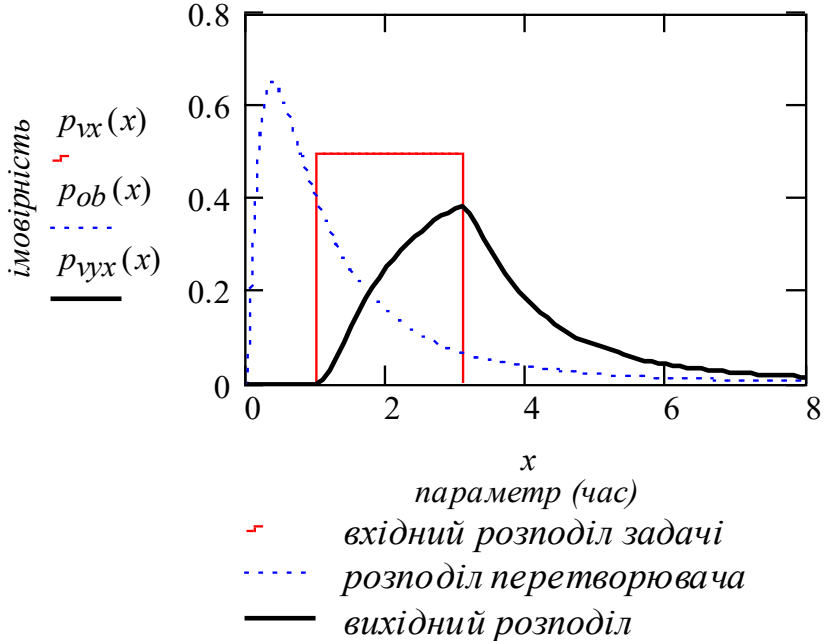 імовірність
p_vx(x)
p_ob(x)
p_vyx(x)
0.8
0.6
0.4
0.2
0
0 2 4 6 8
x
параметр (час)
вхідний розподіл задачі
розподіл перетворювача
вихідний розподіл